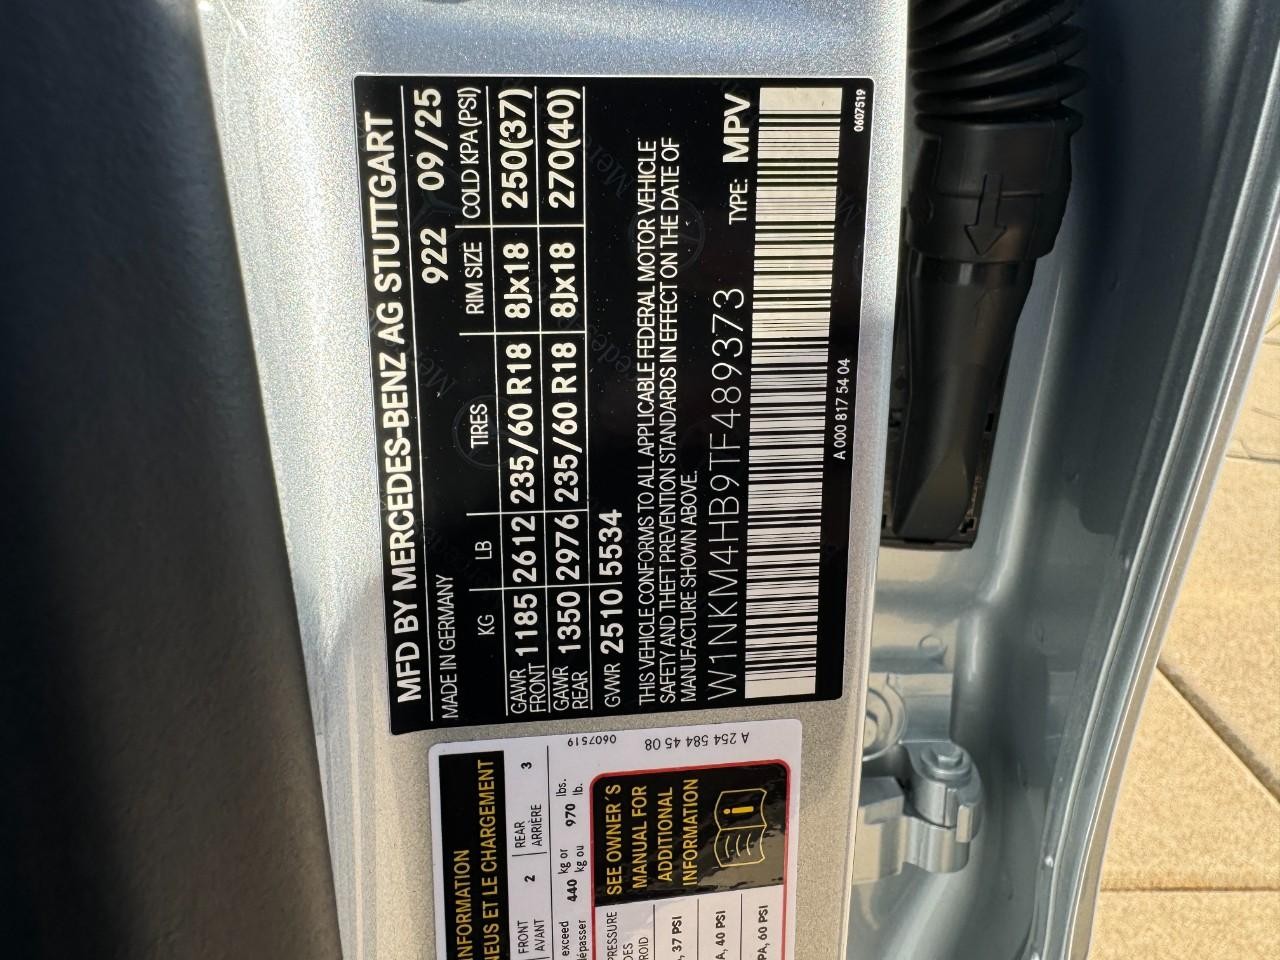 MFD BY MERCEDES-BENZ AG STUTTGART
MADE IN GERMANY 922 09/25
KG LB TIRES RIM SIZE COLD KPA(PSI)
GAWR
FRONT 1185 2612 235/60 R18 8Jx18 250(37)
GAWR
REAR 1350 2976 235/60 R18 8Jx18 270(40)
GVWR 2510 5534
THIS VEHICLE CONFORMS TO ALL APPLICABLE FEDERAL MOTOR VEHICLE
SAFETY AND THEFT PREVENTION STANDARDS IN EFFECT ON THE DATE OF
MANUFACTURE SHOWN ABOVE.
W1NKM4HB9TF489373 TYPE: MPV
A 000 817 54 04
0607519
INFORMATION
NEUS ET LE CHARGEMENT
FRONT 2 REAR 3
AVANT ARRIÈRE
exceed 440 kg or 970 lbs.
dépasser kg ou lb.
0607519
A 254 584 45 08
SEE OWNER'S
MANUAL FOR
ADDITIONAL
INFORMATION
i
PRESSURE
DES
ROID
, 37 PSI
A, 40 PSI
PA, 60 PSI